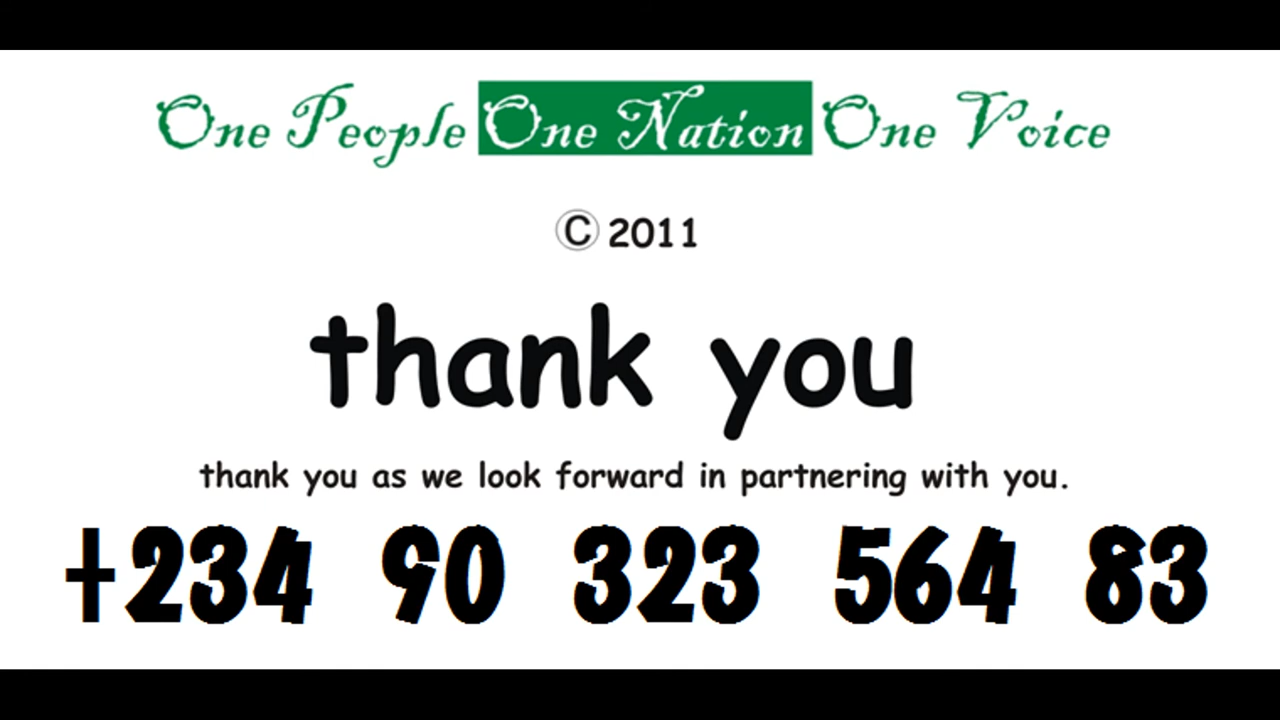 One People One Nation One Voice
© 2011
thank you
thank you as we look forward in partnering with you.
+234 90 323 564 83